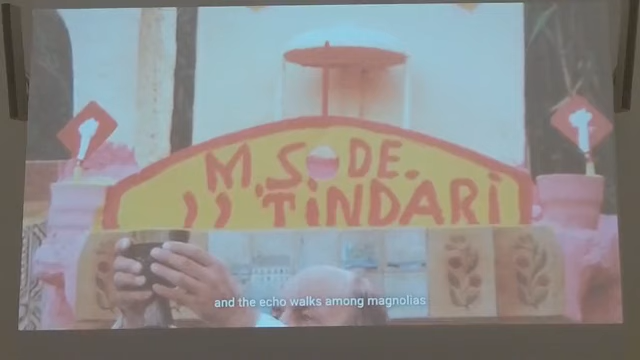 M.S. DE.
)) TiNDARi
and the echo walks among magnolias